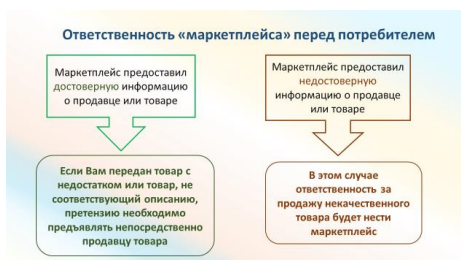 Ответственность «маркетплейса» перед потребителем
Маркетплейс предоставил
достоверную информацию
о продавце или товаре
Маркетплейс предоставил
недостоверную
информацию о продавце
или товаре
Если Вам передан товар с
недостатком или товар, не
соответствующий описанию,
претензию необходимо
предъявлять непосредственно
продавцу товара
В этом случае
ответственность за
продажу некачественного
товара будет нести
маркетплейс